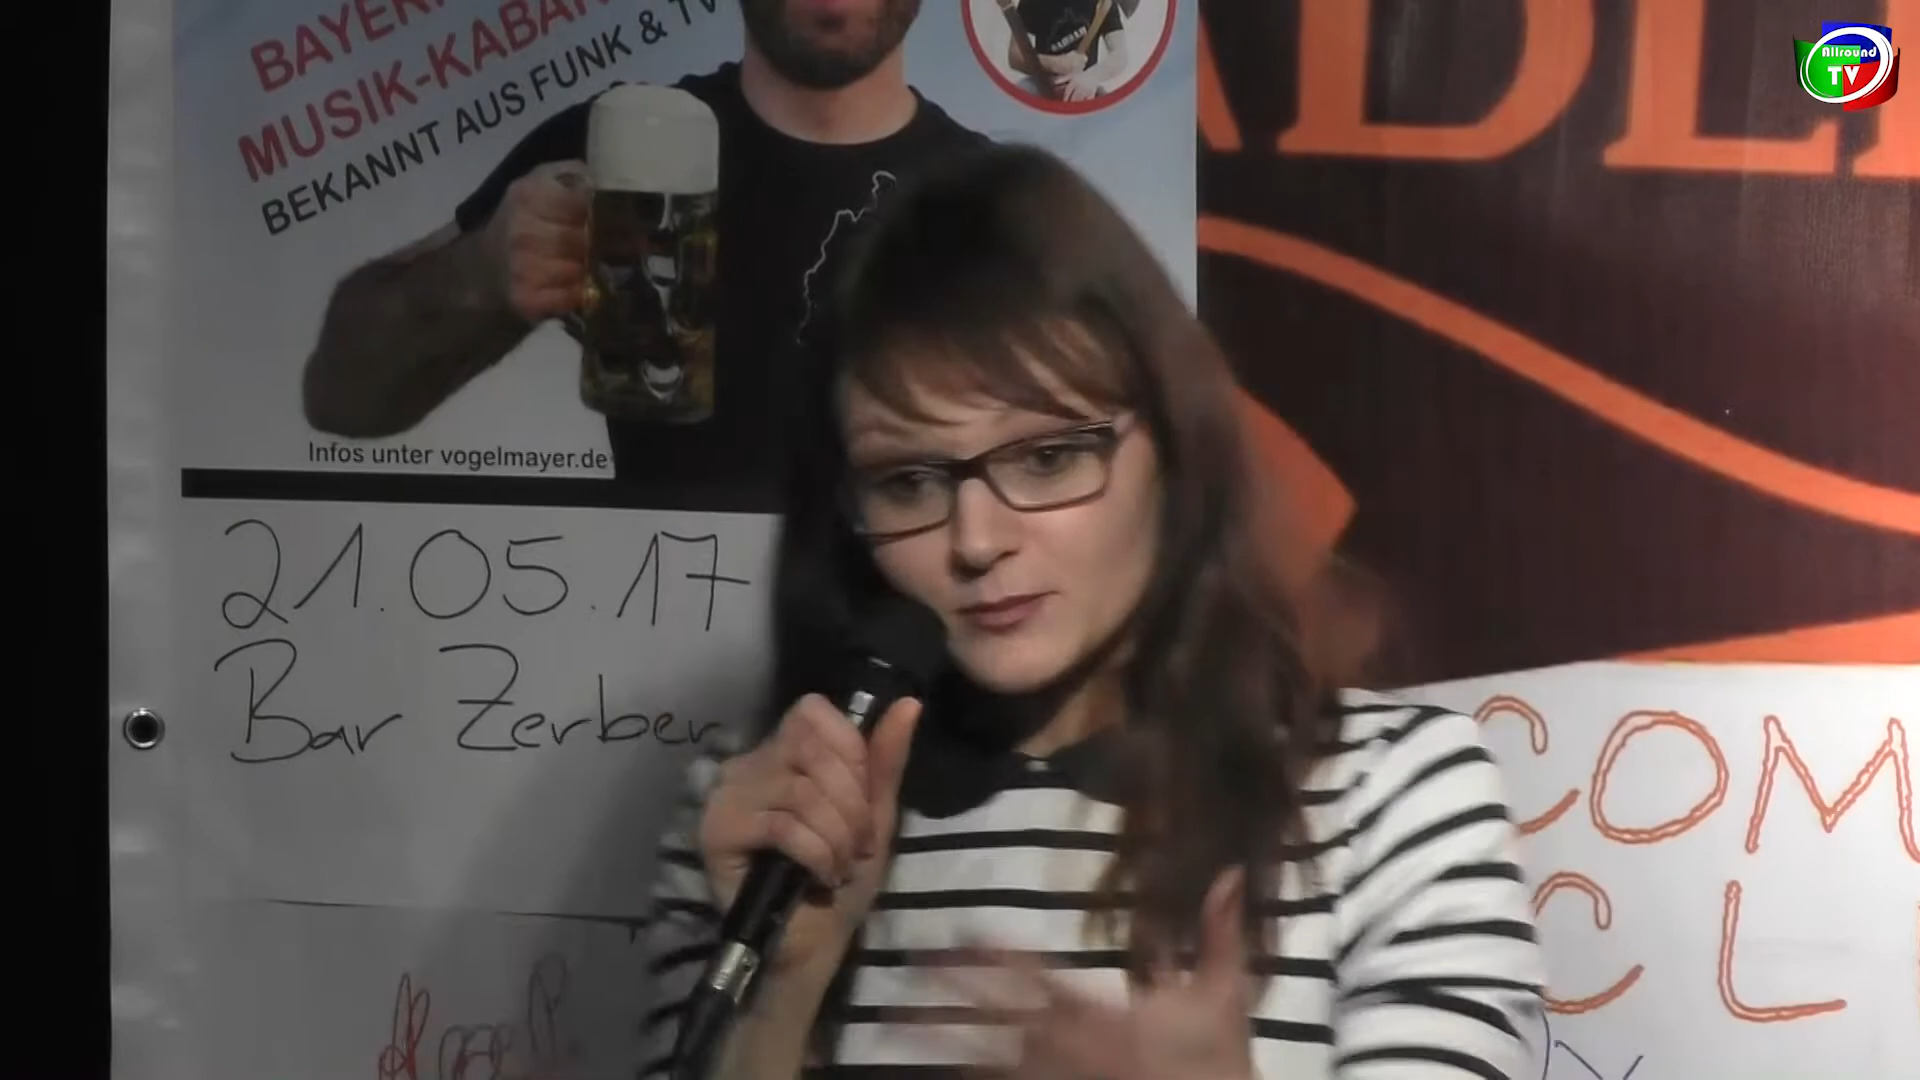 BAYER
MUSIK-KABAR
BEKANNT AUS FUNK & TV
Infos unter vogelmayer.de
21.05.17
Bar Zerber
COM
CL
Allround
TV